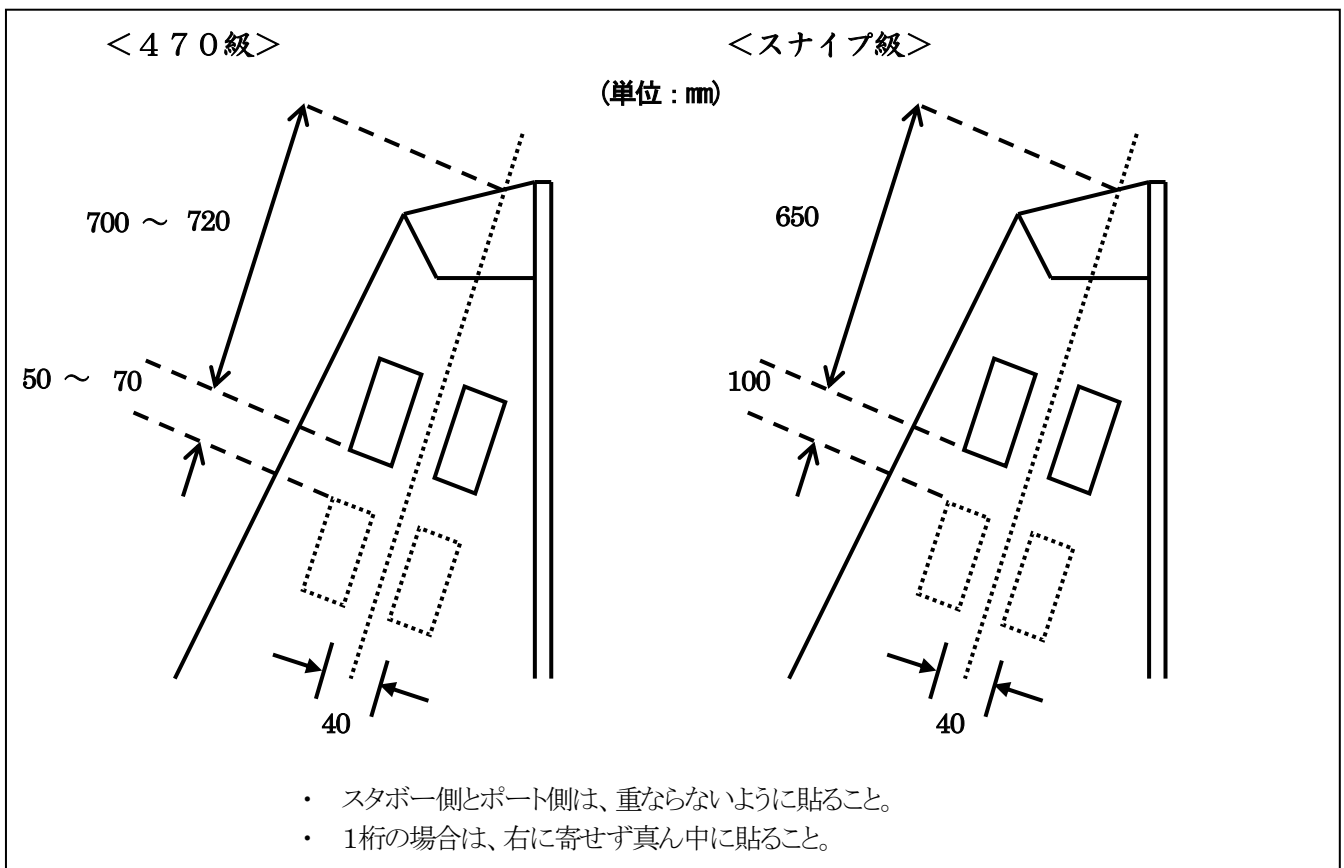 ＜４７０級＞
＜スナイプ級＞
(単位：㎜)
700 ～ 720
650
50 ～ 70
100
40
40
・ スタボー側とポート側は、重ならないように貼ること。
・ 1桁の場合は、右に寄せず真ん中に貼ること。